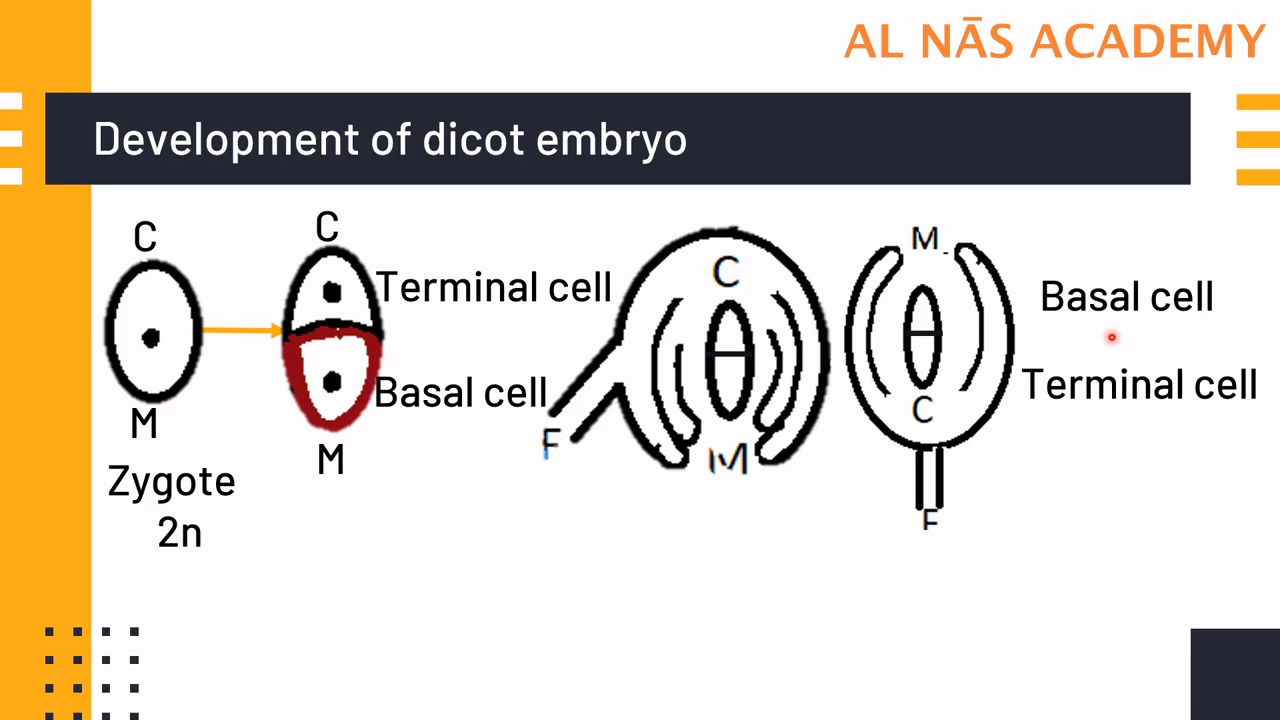 AL NĀS ACADEMY
Development of dicot embryo
C
M
Zygote
2n
C
Terminal cell
Basal cell
M
C
M
F
M
C
F
Basal cell
Terminal cell